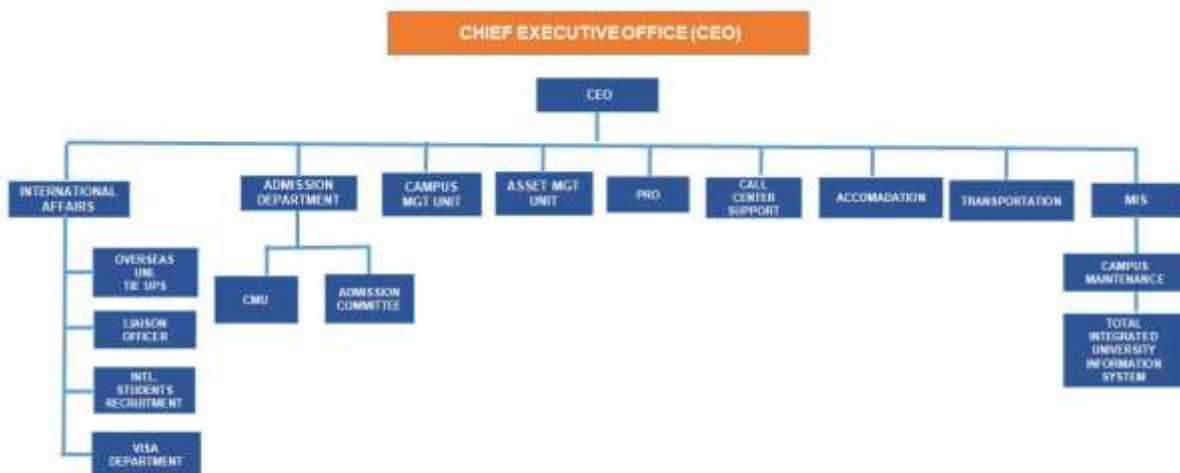 CHIEF EXECUTIVE OFFICE (CEO)
CEO
INTERNATIONAL
AFFAIRS
ADMISSION
DEPARTMENT
CAMPUS
MGT UNIT
ASSET MGT
UNIT
PRO
CALL
CENTER
SUPPORT
ACCOMADATION
TRANSPORTATION
MIS
OVERSEAS
UNI.
TIE UPS
LIAISON
OFFICER
INTL.
STUDENTS
RECRUITMENT
VISA
DEPARTMENT
CMU
ADMISSION
COMMITTEE
CAMPUS
MAINTENANCE
TOTAL
INTEGRATED
UNIVERSITY
INFORMATION
SYSTEM